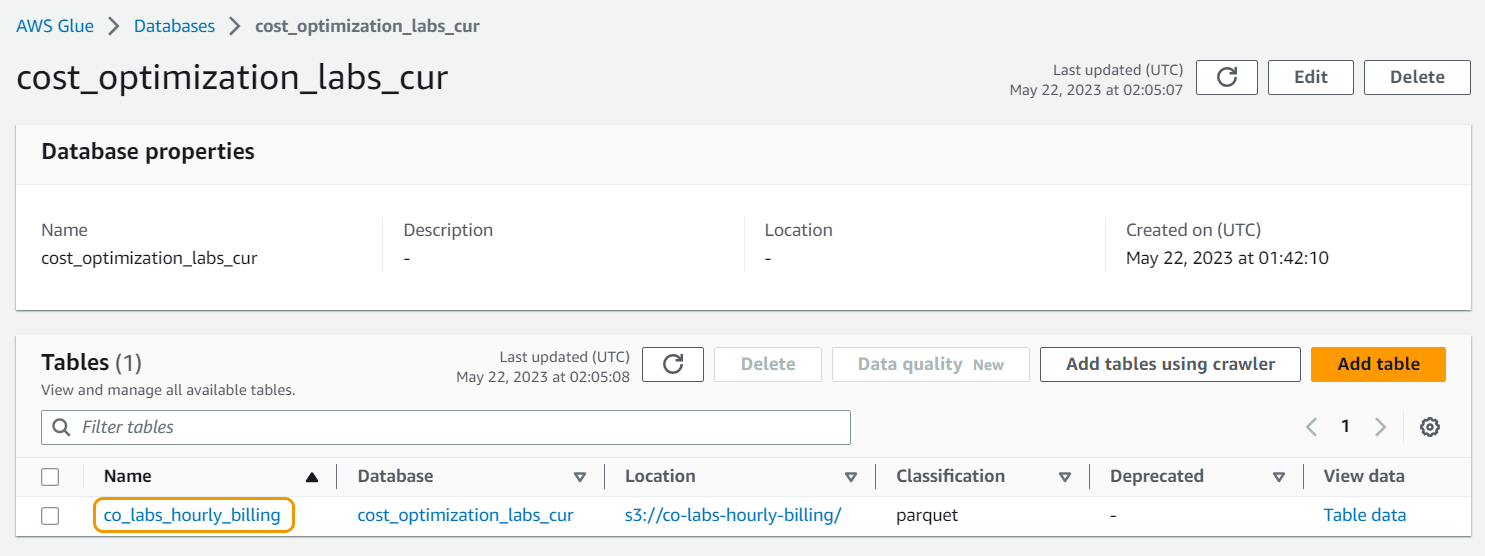 AWS Glue > Databases > cost_optimization_labs_cur
cost_optimization_labs_cur
Last updated (UTC)
May 22, 2023 at 02:05:07
Edit
Delete
Database properties
Name
Description
Location
Created on (UTC)
cost_optimization_labs_cur
-
-
May 22, 2023 at 01:42:10
Tables (1)
View and manage all available tables.
Last updated (UTC)
May 22, 2023 at 02:05:08
Delete
Data quality New
Add tables using crawler
Add table
Filter tables
1
Name
Database
Location
Classification
Deprecated
View data
co_labs_hourly_billing
cost_optimization_labs_cur
s3://co-labs-hourly-billing/
parquet
-
Table data